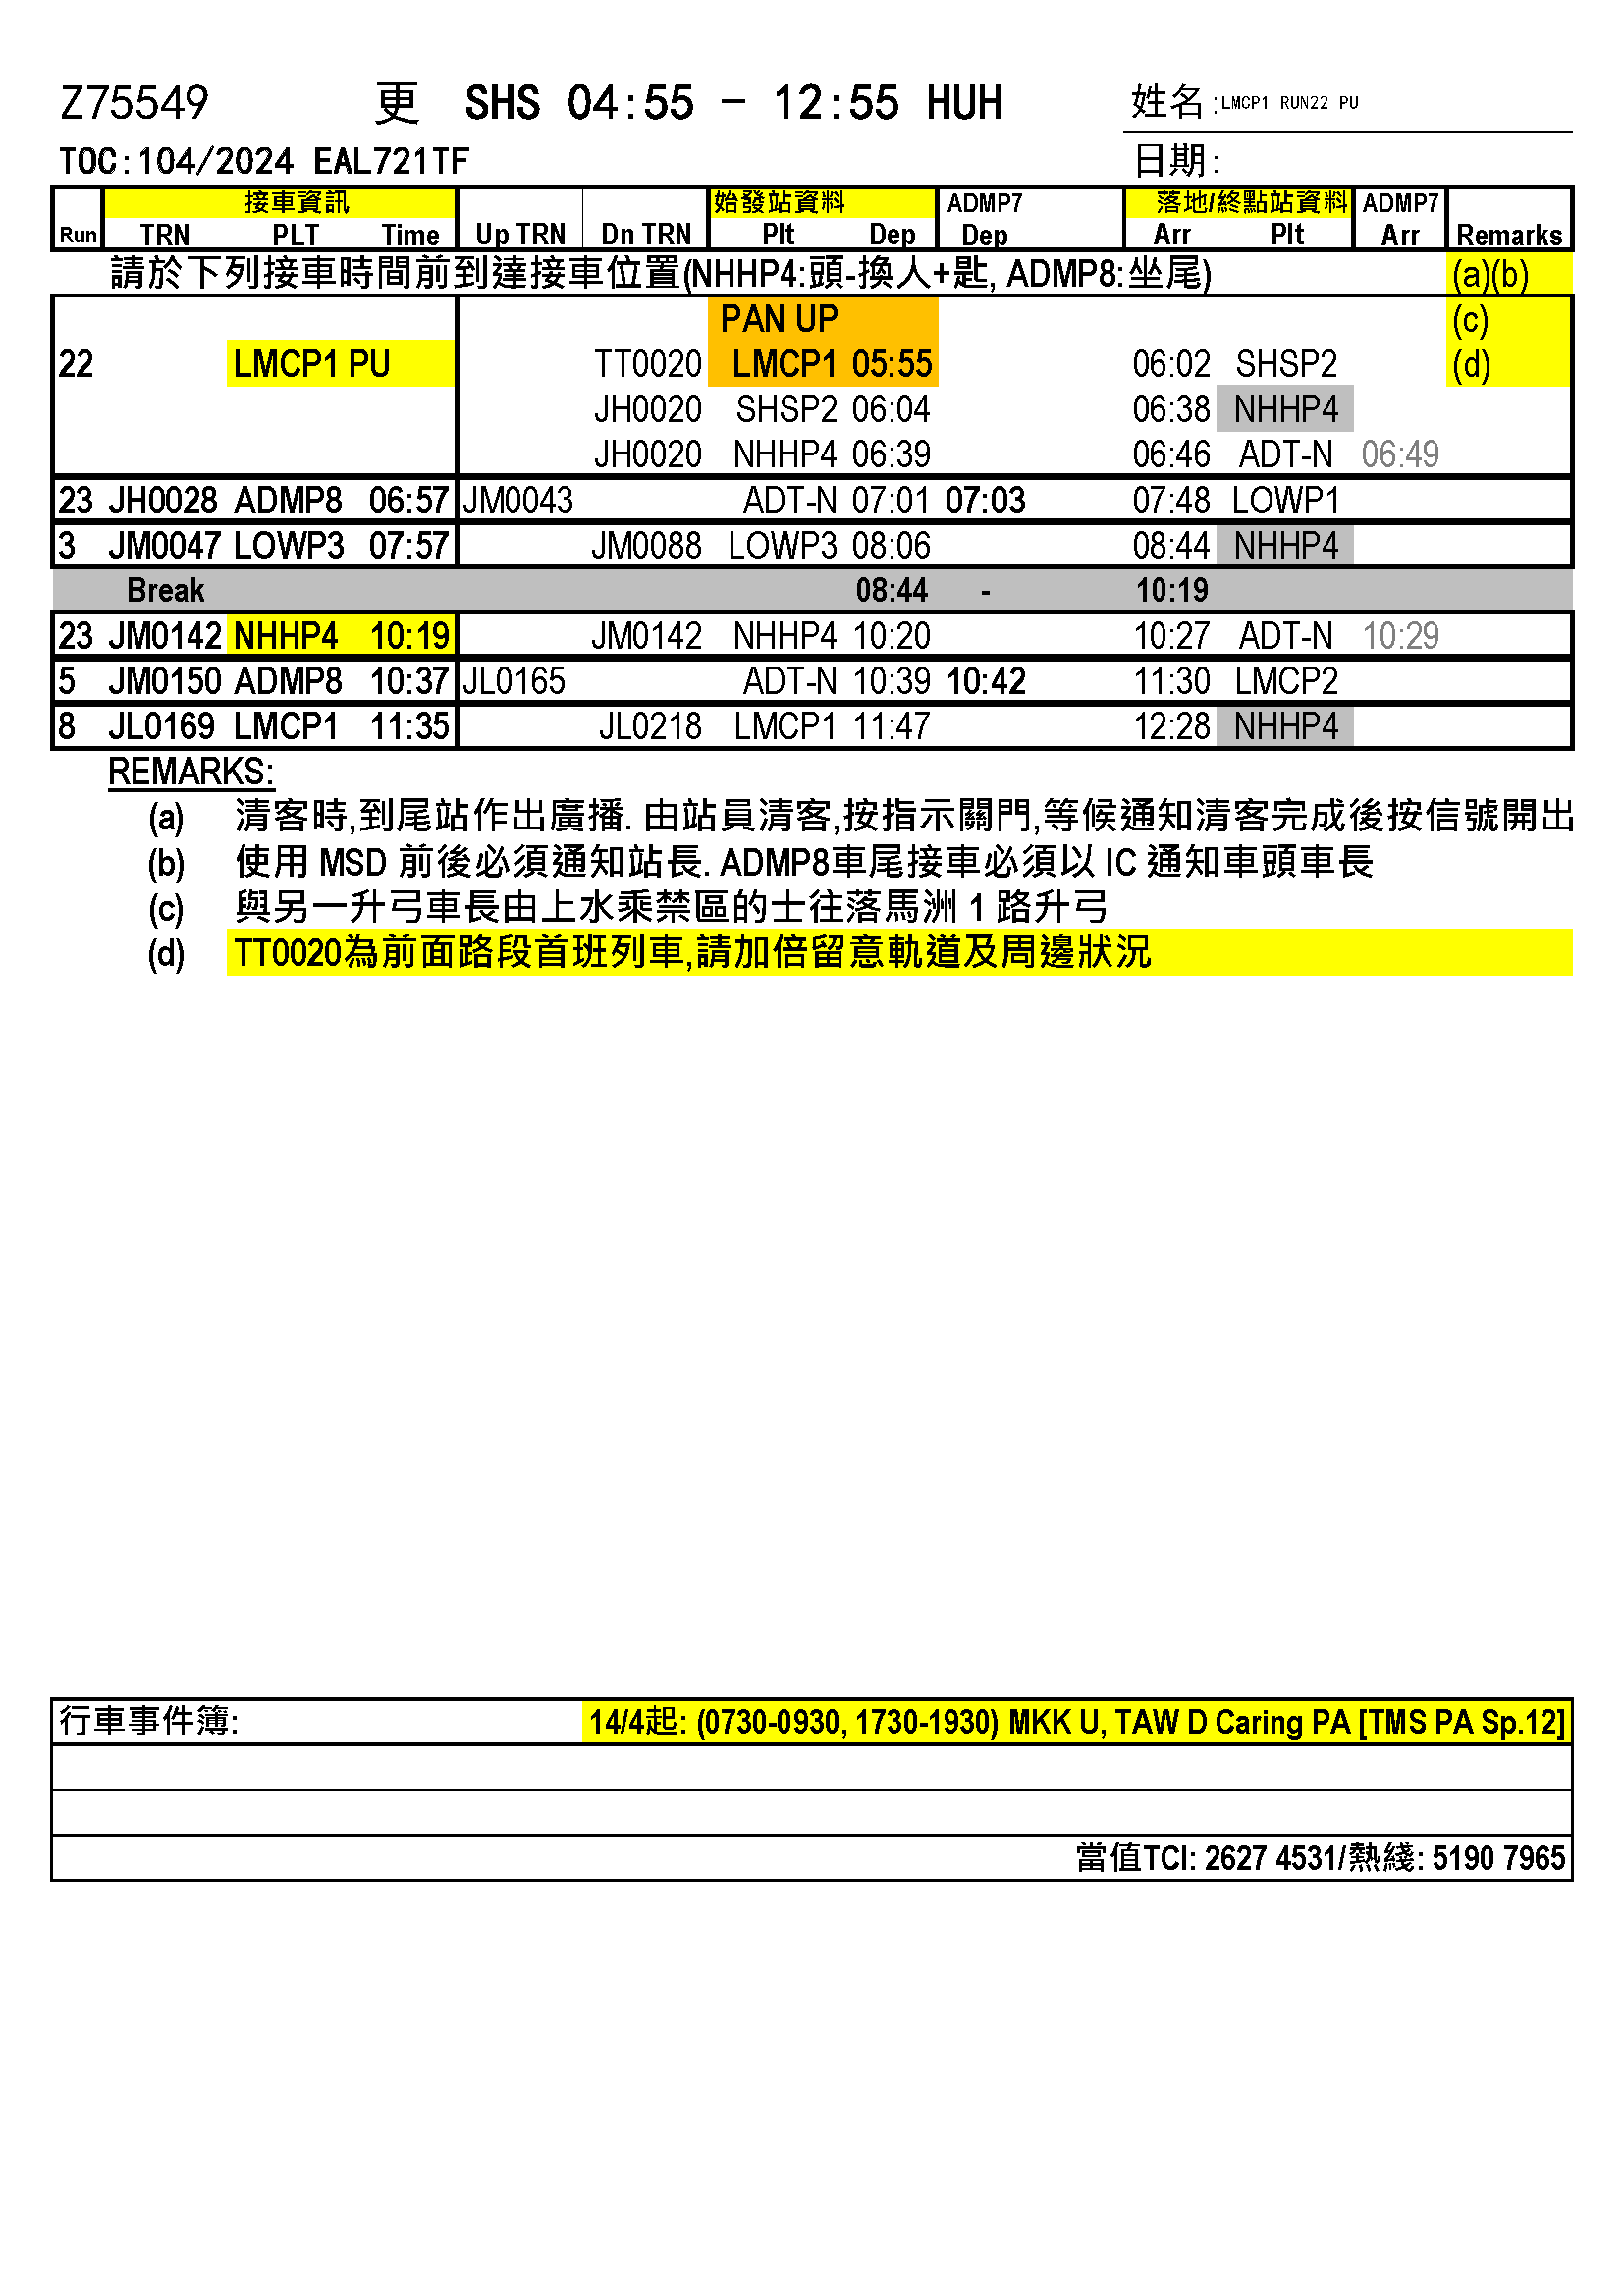 Z75549 更 SHS 04:55 – 12:55 HUH 姓名:LMCP1 RUN22 PU
TOC:104/2024 EAL721TF 日期:
接車資訊 始發站資料 ADMP7 落地/終點站資料 ADMP7
Run TRN PLT Time Up TRN Dn TRN Plt Dep Dep Arr Plt Arr Remarks
請於下列接車時間前到達接車位置(NHHP4:頭-換人+匙, ADMP8:坐尾) (a)(b)
PAN UP (c)
22 LMCP1 PU TT0020 LMCP1 05:55 06:02 SHSP2 (d)
JH0020 SHSP2 06:04 06:38 NHHP4
JH0020 NHHP4 06:39 06:46 ADT-N 06:49
23 JH0028 ADMP8 06:57 JM0043 ADT-N 07:01 07:03 07:48 LOWP1
3 JM0047 LOWP3 07:57 JM0088 LOWP3 08:06 08:44 NHHP4
Break 08:44 - 10:19
23 JM0142 NHHP4 10:19 JM0142 NHHP4 10:20 10:27 ADT-N 10:29
5 JM0150 ADMP8 10:37 JL0165 ADT-N 10:39 10:42 11:30 LMCP2
8 JL0169 LMCP1 11:35 JL0218 LMCP1 11:47 12:28 NHHP4
REMARKS:
(a) 清客時,到尾站作出廣播. 由站員清客,按指示關門,等候通知清客完成後按信號開出
(b) 使用 MSD 前後必須通知站長. ADMP8車尾接車必須以 IC 通知車頭車長
(c) 與另一升弓車長由上水乘禁區的士往落馬洲 1 路升弓
(d) TT0020為前面路段首班列車,請加倍留意軌道及周邊狀況
行車事件簿: 14/4起: (0730-0930, 1730-1930) MKK U, TAW D Caring PA [TMS PA Sp.12]
當值TCI: 2627 4531/熱綫: 5190 7965